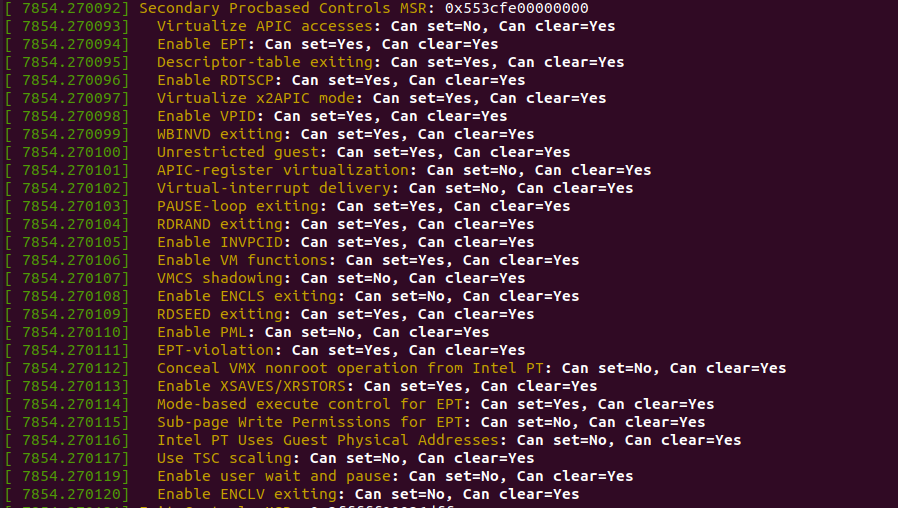 [ 7854.270092] Secondary Procbased Controls MSR: 0x553cfe00000000
[ 7854.270093]   Virtualize APIC accesses: Can set=No, Can clear=Yes
[ 7854.270094]   Enable EPT: Can set=Yes, Can clear=Yes
[ 7854.270095]   Descriptor-table exiting: Can set=Yes, Can clear=Yes
[ 7854.270096]   Enable RDTSCP: Can set=Yes, Can clear=Yes
[ 7854.270097]   Virtualize x2APIC mode: Can set=Yes, Can clear=Yes
[ 7854.270098]   Enable VPID: Can set=Yes, Can clear=Yes
[ 7854.270099]   WBINVD exiting: Can set=Yes, Can clear=Yes
[ 7854.270100]   Unrestricted guest: Can set=Yes, Can clear=Yes
[ 7854.270101]   APIC-register virtualization: Can set=No, Can clear=Yes
[ 7854.270102]   Virtual-interrupt delivery: Can set=No, Can clear=Yes
[ 7854.270103]   PAUSE-loop exiting: Can set=Yes, Can clear=Yes
[ 7854.270104]   RDRAND exiting: Can set=Yes, Can clear=Yes
[ 7854.270105]   Enable INVPCID: Can set=Yes, Can clear=Yes
[ 7854.270106]   Enable VM functions: Can set=Yes, Can clear=Yes
[ 7854.270107]   VMCS shadowing: Can set=No, Can clear=Yes
[ 7854.270108]   Enable ENCLS exiting: Can set=No, Can clear=Yes
[ 7854.270109]   RDSEED exiting: Can set=Yes, Can clear=Yes
[ 7854.270110]   Enable PML: Can set=No, Can clear=Yes
[ 7854.270111]   EPT-violation: Can set=Yes, Can clear=Yes
[ 7854.270112]   Conceal VMX nonroot operation from Intel PT: Can set=No, Can clear=Yes
[ 7854.270113]   Enable XSAVES/XRSTORS: Can set=Yes, Can clear=Yes
[ 7854.270114]   Mode-based execute control for EPT: Can set=Yes, Can clear=Yes
[ 7854.270115]   Sub-page Write Permissions for EPT: Can set=No, Can clear=Yes
[ 7854.270116]   Intel PT Uses Guest Physical Addresses: Can set=No, Can clear=Yes
[ 7854.270117]   Use TSC scaling: Can set=No, Can clear=Yes
[ 7854.270119]   Enable user wait and pause: Can set=No, Can clear=Yes
[ 7854.270120]   Enable ENCLV exiting: Can set=No, Can clear=Yes